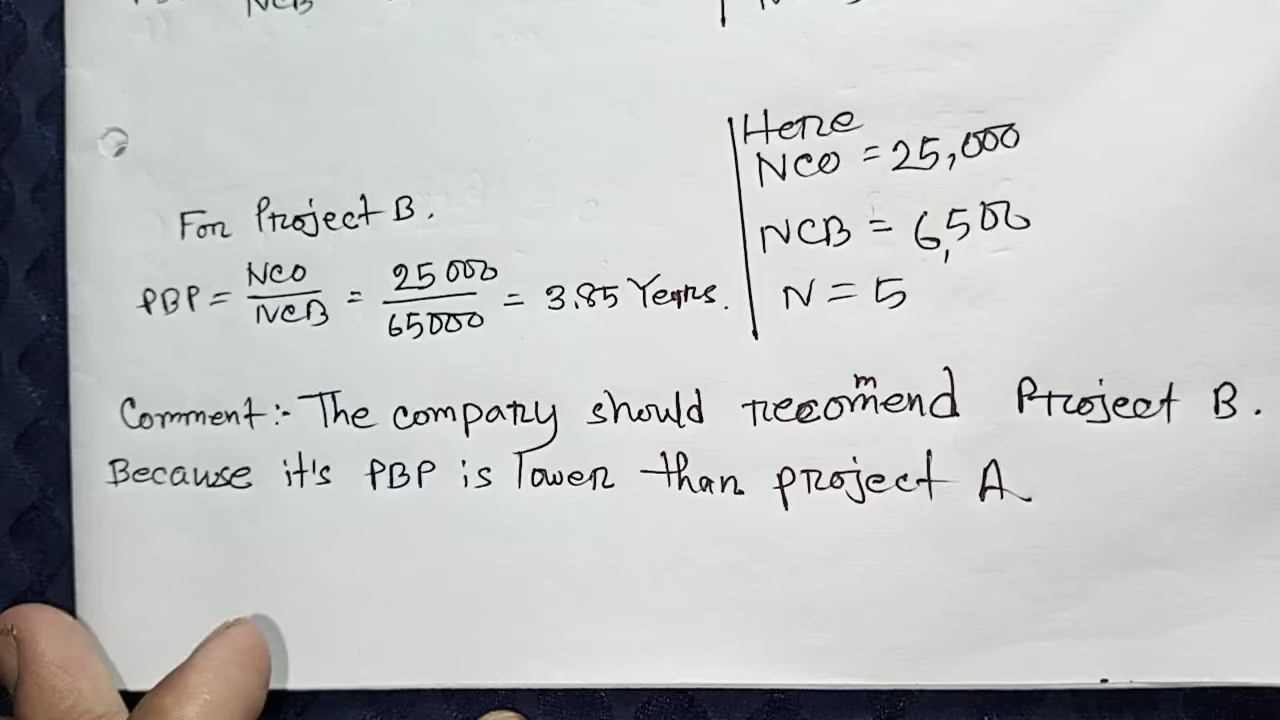 NCB
Here
NCO = 25,000
NCB = 6,500
N = 5
For Project B.
PBP = NCO/NCB = 25000/65000 = 3.85 Years.
Comment:- The company should recommend Project B.
Because it's PBP is lower than project A